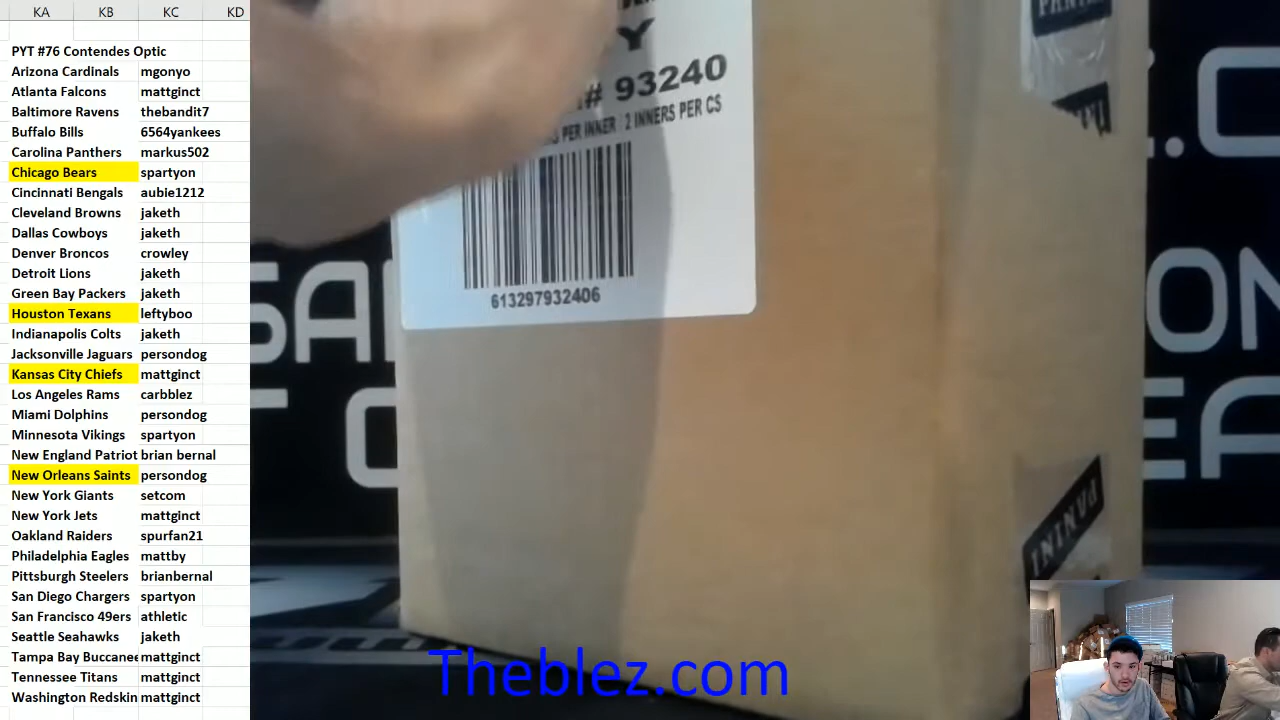 KA KB KC KD
PYT #76 Contendes Optic
Arizona Cardinals mgonyo
Atlanta Falcons mattginct
Baltimore Ravens thebandit7
Buffalo Bills 6564yankees
Carolina Panthers markus502
Chicago Bears spartyon
Cincinnati Bengals aubie1212
Cleveland Browns jaketh
Dallas Cowboys jaketh
Denver Broncos crowley
Detroit Lions jaketh
Green Bay Packers jaketh
Houston Texans leftyboo
Indianapolis Colts jaketh
Jacksonville Jaguars persondog
Kansas City Chiefs mattginct
Los Angeles Rams carbblez
Miami Dolphins persondog
Minnesota Vikings spartyon
New England Patriot brian bernal
New Orleans Saints persondog
New York Giants setcom
New York Jets mattginct
Oakland Raiders spurfan21
Philadelphia Eagles mattby
Pittsburgh Steelers brianbernal
San Diego Chargers spartyon
San Francisco 49ers athletic
Seattle Seahawks jaketh
Tampa Bay Buccanee mattginct
Tennessee Titans mattginct
Washington Redskin mattginct
Y
# 93240
PER INNER 2 INNERS PER CS
613297932406
PANINI
PANINI
Theblez.com